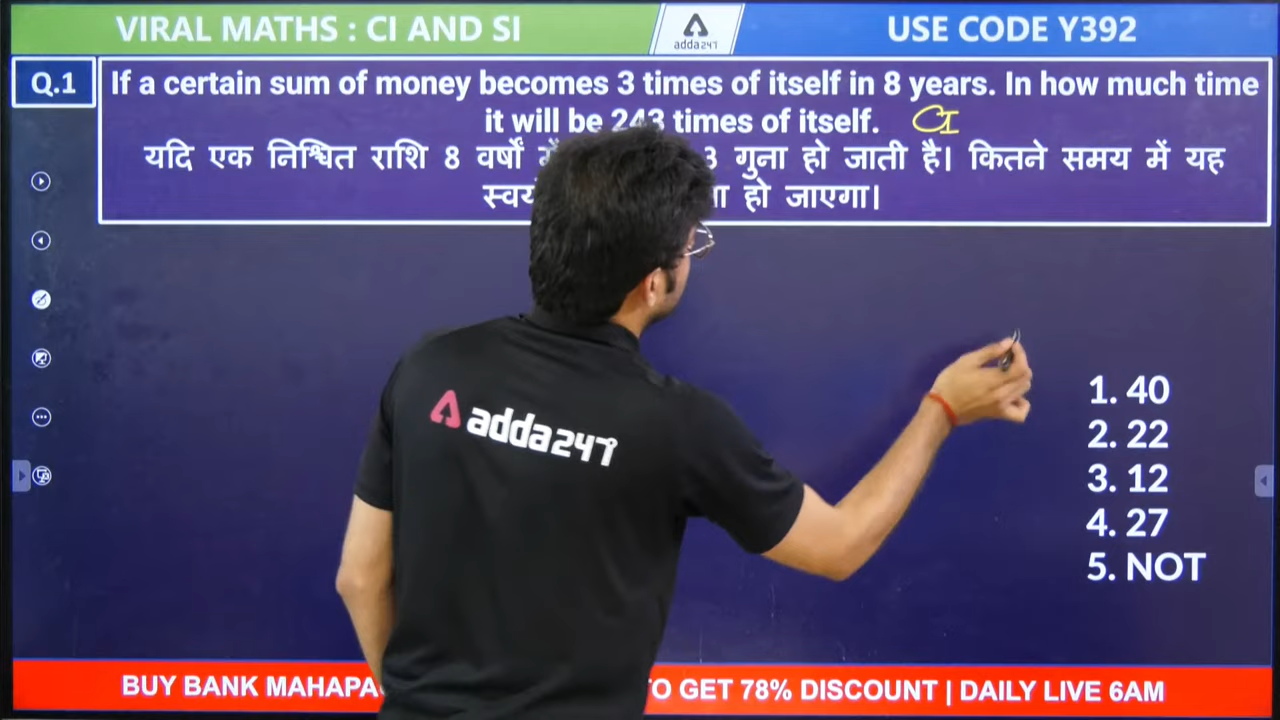 VIRAL MATHS : CI AND SI
adda247
USE CODE Y392
Q.1
If a certain sum of money becomes 3 times of itself in 8 years. In how much time
it will be 243 times of itself. CI
यदि एक निश्चित राशि 8 वर्षों में 3 गुना हो जाती है। कितने समय में यह
हो जाएगा।
adda247
1. 40
2. 22
3. 12
4. 27
5. NOT
BUY BANK TO GET 78% DISCOUNT | DAILY LIVE 6AM